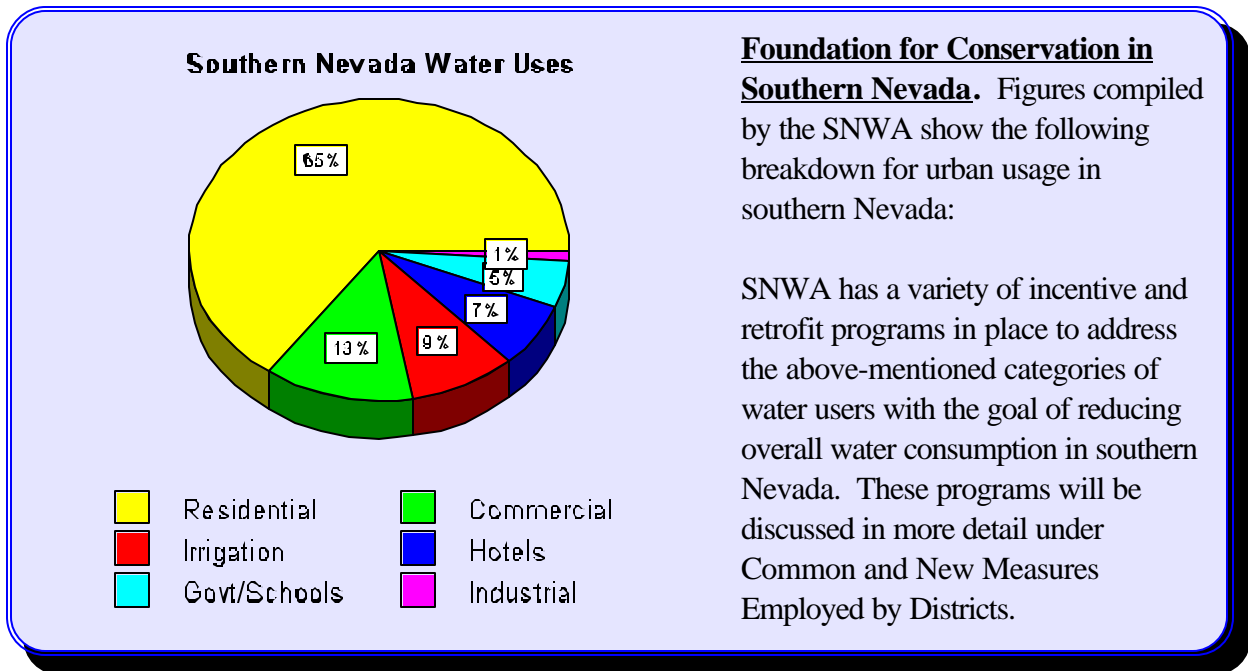 Southern Nevada Water Uses
65%
1%
5%
7%
9%
13%
Residential
Commercial
Irrigation
Hotels
Govt/Schools
Industrial
Foundation for Conservation in
Southern Nevada. Figures compiled
by the SNWA show the following
breakdown for urban usage in
southern Nevada:
SNWA has a variety of incentive and
retrofit programs in place to address
the above-mentioned categories of
water users with the goal of reducing
overall water consumption in southern
Nevada. These programs will be
discussed in more detail under
Common and New Measures
Employed by Districts.